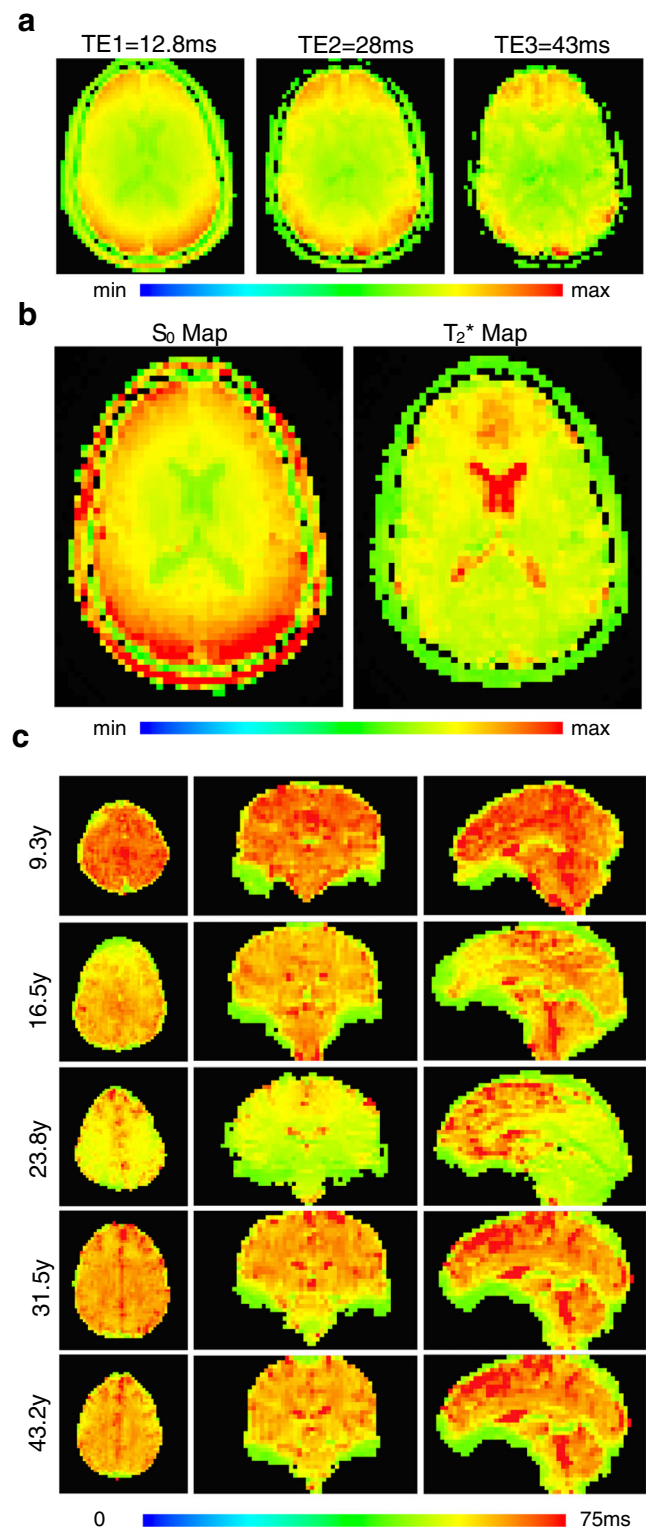 a
TE1=12.8ms TE2=28ms TE3=43ms
min max
b
S₀ Map T₂* Map
min max
c
9.3y
16.5y
23.8y
31.5y
43.2y
0 75ms